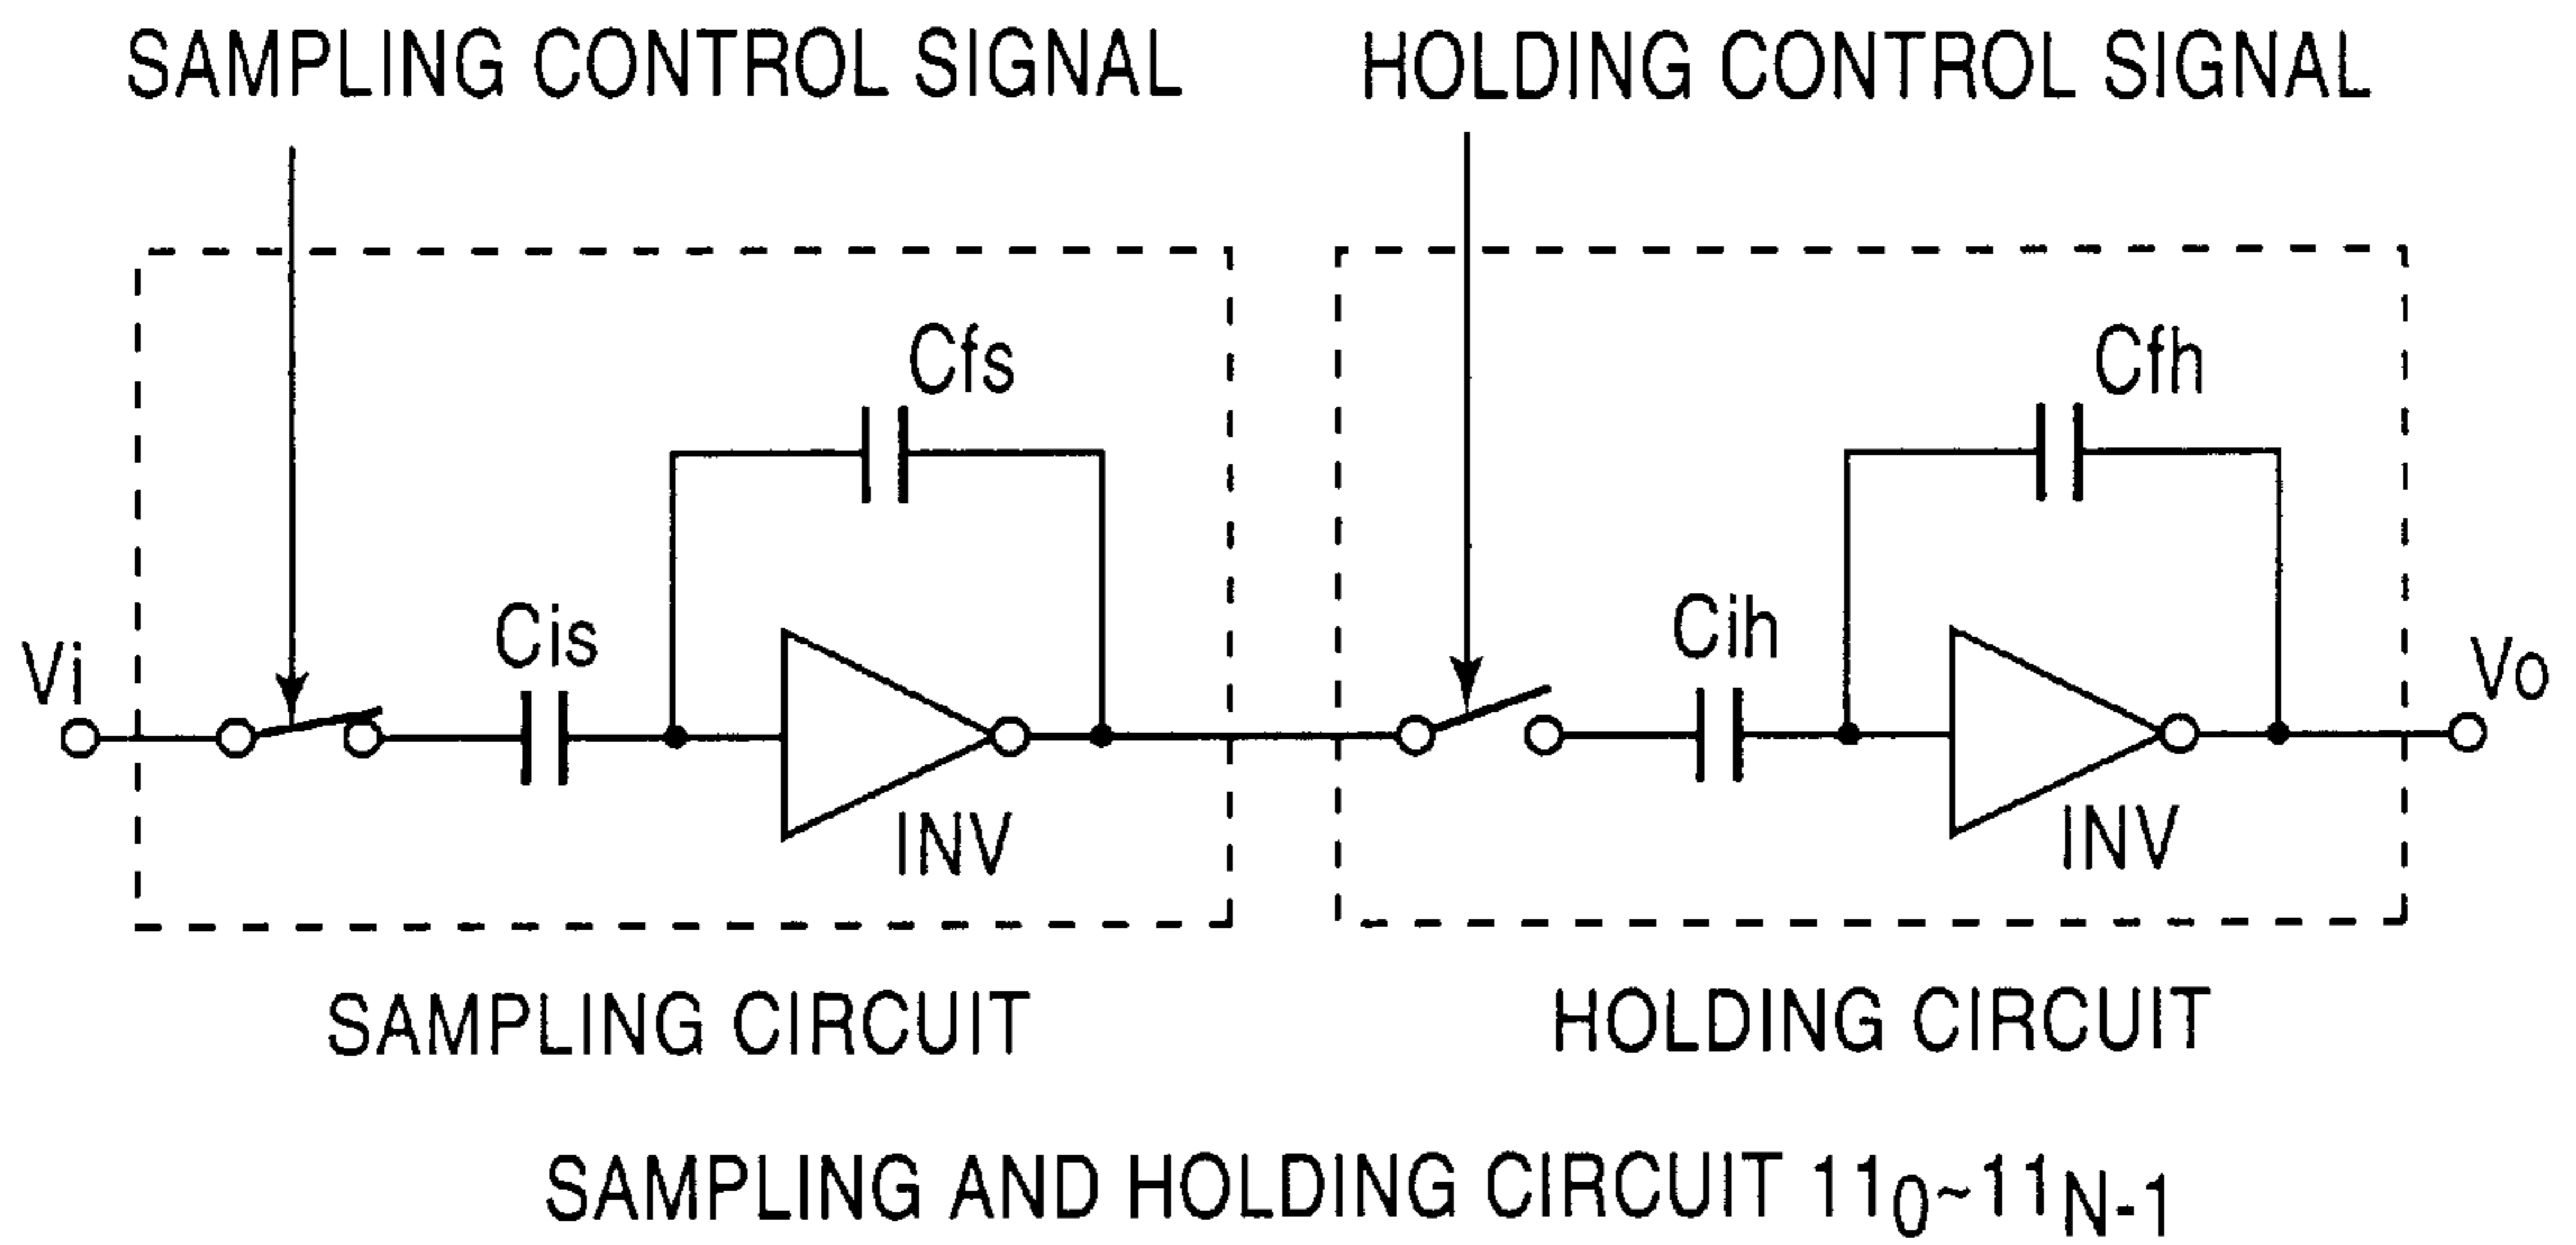 SAMPLING CONTROL SIGNAL
HOLDING CONTROL SIGNAL
Cfs
Cfh
Cis
Cih
Vi
Vo
INV
INV
SAMPLING CIRCUIT
HOLDING CIRCUIT
SAMPLING AND HOLDING CIRCUIT 11₀~11N-1